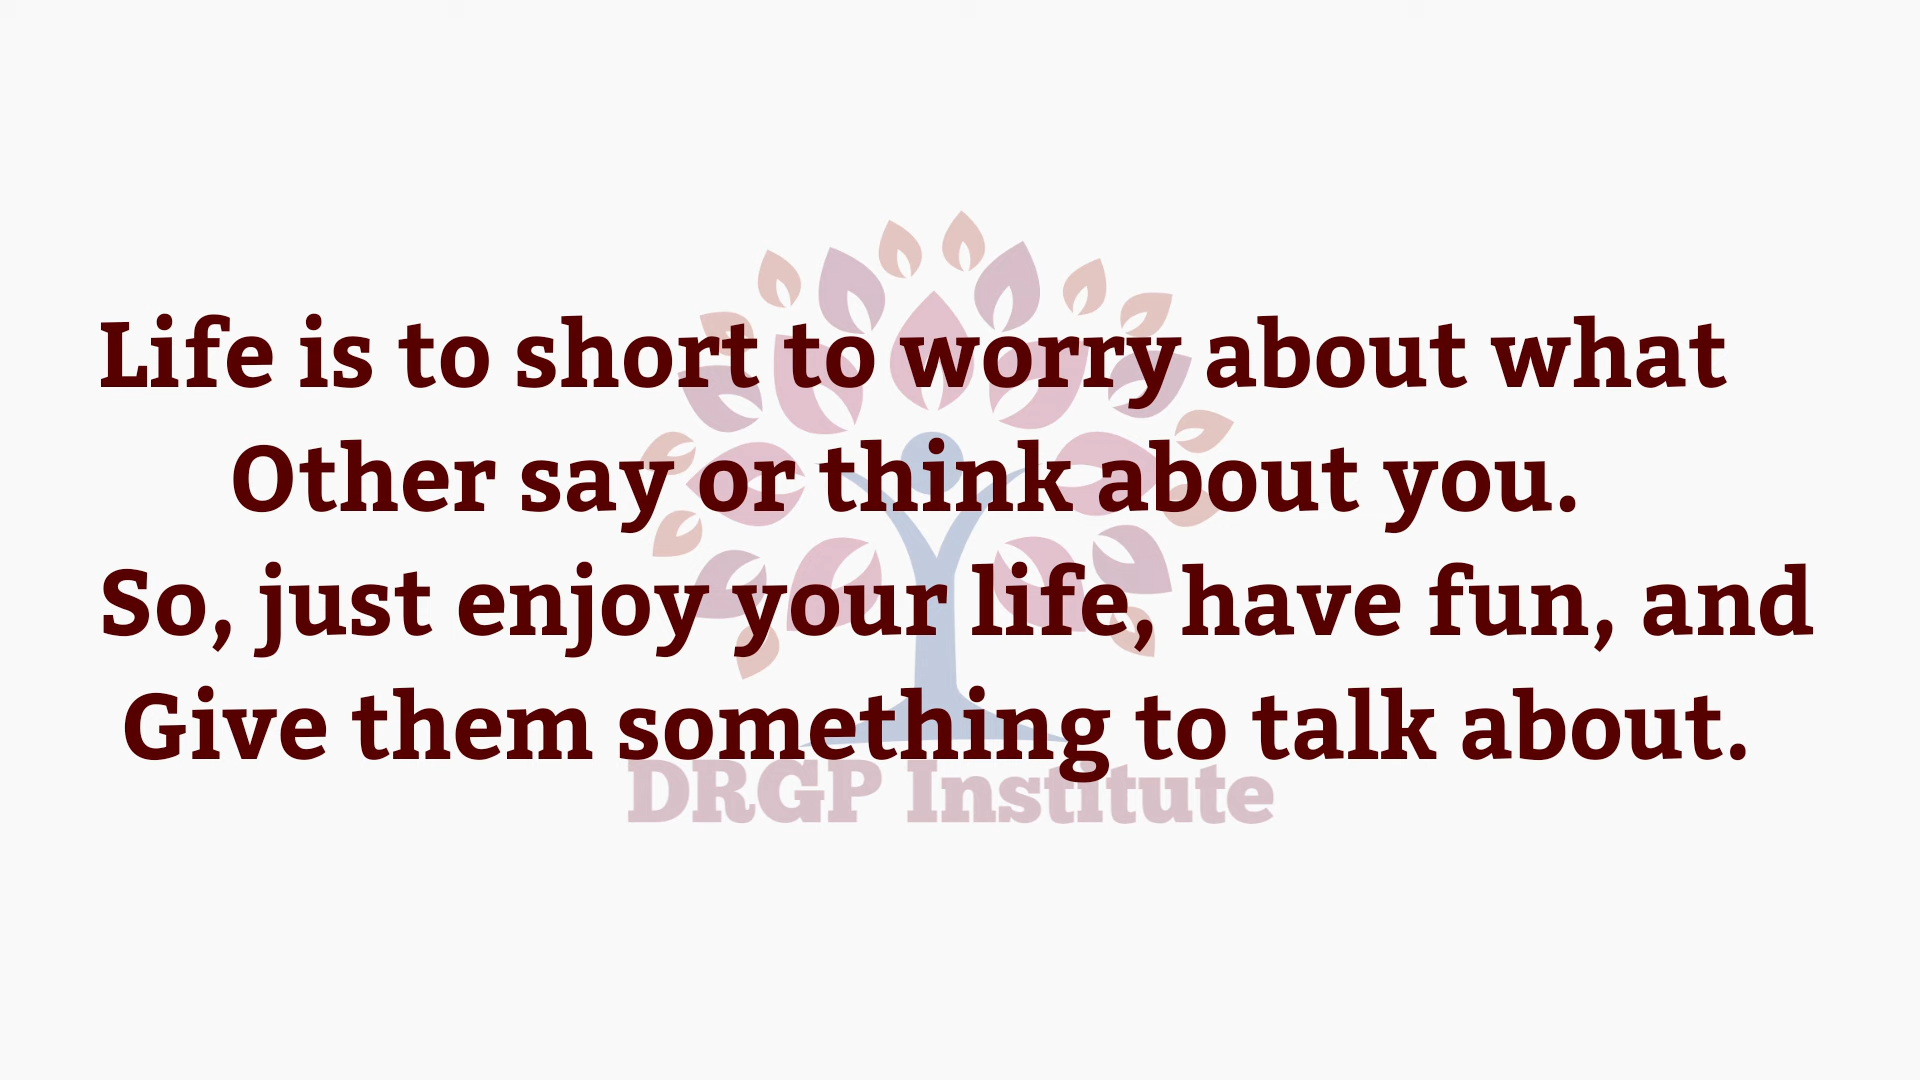 Life is to short to worry about what
Other say or think about you.
So, just enjoy your life, have fun, and
Give them something to talk about.
DRGP Institute